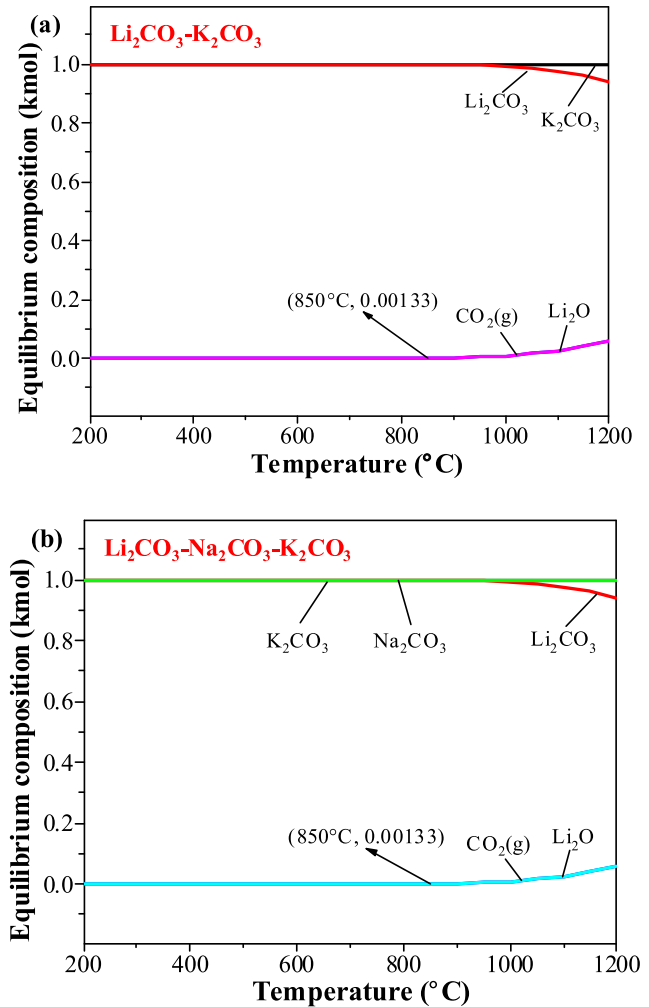 (a)
Li₂CO₃-K₂CO₃
Equilibrium composition (kmol)
1.0
0.8
0.6
0.4
0.2
0.0
Li₂CO₃
K₂CO₃
(850°C, 0.00133)
CO₂(g)
Li₂O
200 400 600 800 1000 1200
Temperature (°C)
(b)
Li₂CO₃-Na₂CO₃-K₂CO₃
Equilibrium composition (kmol)
1.0
0.8
0.6
0.4
0.2
0.0
K₂CO₃
Na₂CO₃
Li₂CO₃
(850°C, 0.00133)
CO₂(g)
Li₂O
200 400 600 800 1000 1200
Temperature (°C)